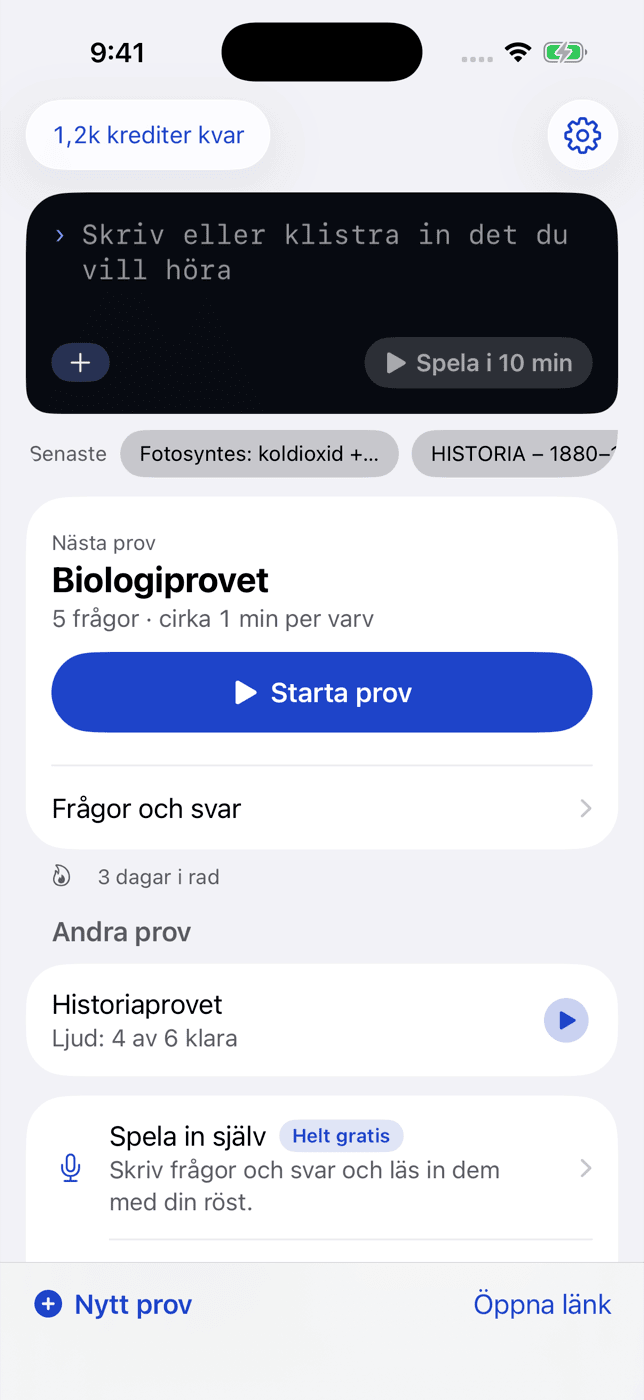 9:41
1,2k krediter kvar
› Skriv eller klistra in det du
vill höra
Spela i 10 min
Senaste
Fotosyntes: koldioxid +...
HISTORIA – 1880–
Nästa prov
Biologiprovet
5 frågor · cirka 1 min per varv
Starta prov
Frågor och svar
3 dagar i rad
Andra prov
Historiaprovet
Ljud: 4 av 6 klara
Spela in själv
Helt gratis
Skriv frågor och svar och läs in dem
med din röst.
Nytt prov
Öppna länk